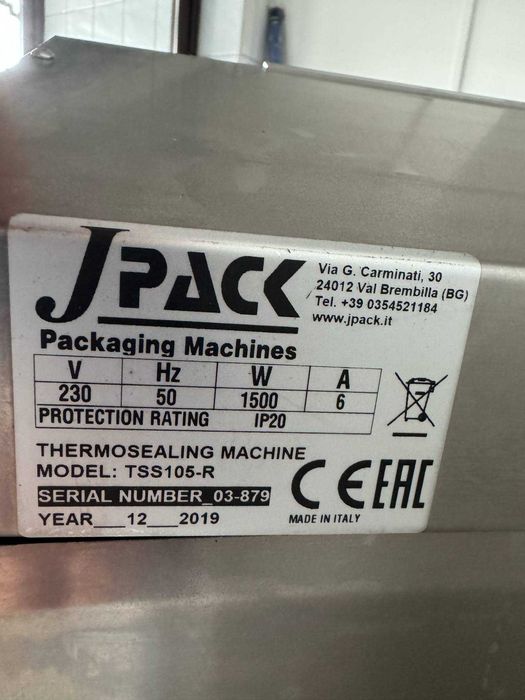 JPACK
Packaging Machines
Via G. Carminati, 30
24012 Val Brembilla (BG)
Tel. +39 0354521184
www.jpack.it
V Hz W A
230 50 1500 6
PROTECTION RATING IP20
THERMOSEALING MACHINE
MODEL: TSS105-R
SERIAL NUMBER_03-879
YEAR___12___2019
CE EAC
MADE IN ITALY